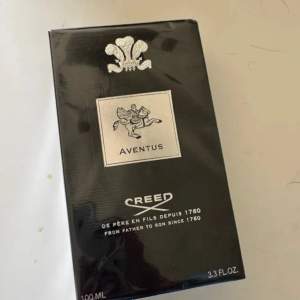 AVENTUS
CREED
DE PÈRE EN FILS DEPUIS 1760
FROM FATHER TO SON SINCE 1760
100 ML
3.3 FL.OZ